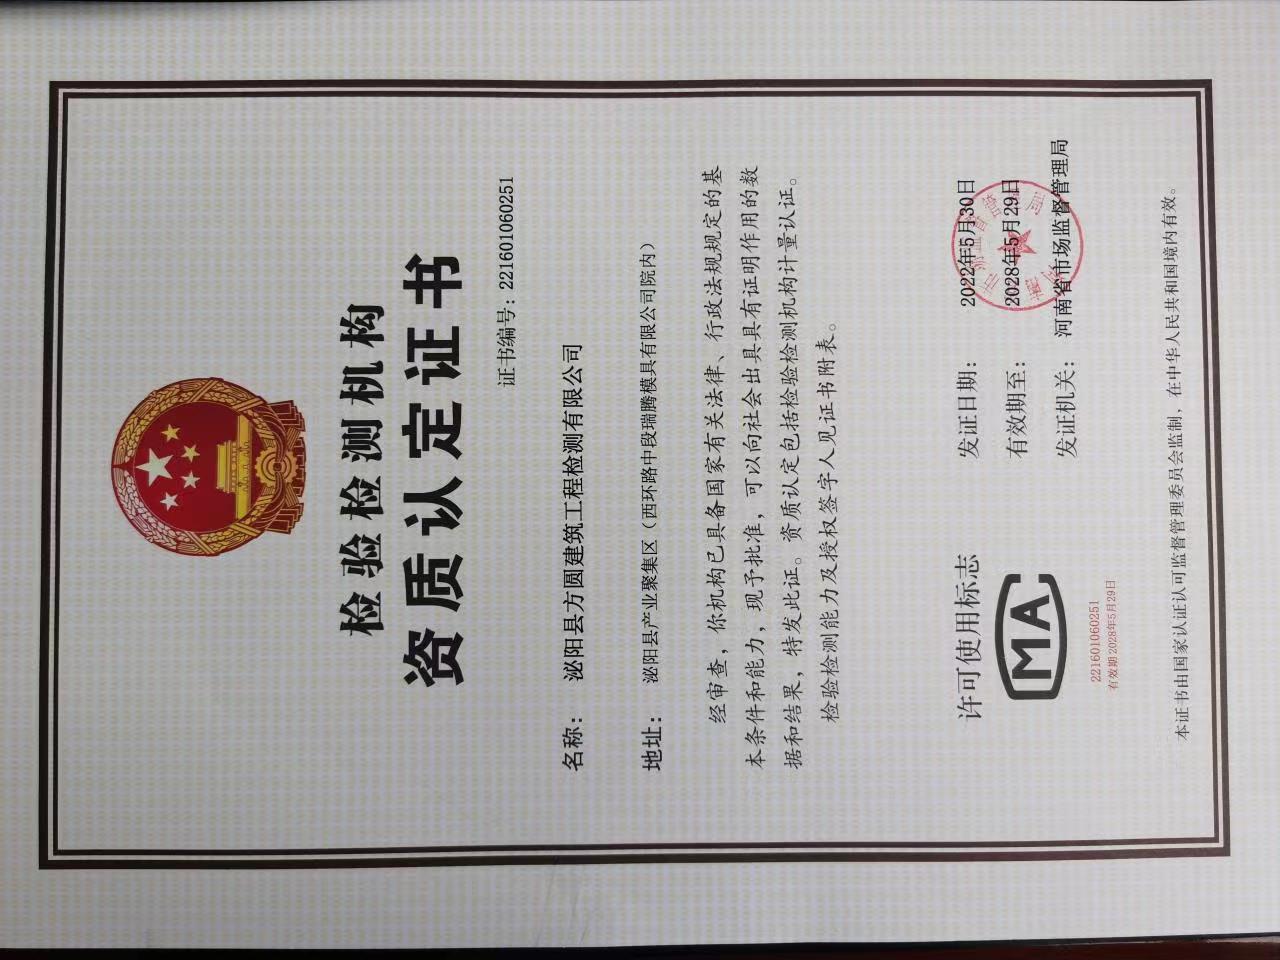 检验检测机构
资质认定证书
证书编号：221601060251
名称：泌阳县方圆建筑工程检测有限公司
地址：泌阳县产业聚集区（西环路中段瑞腾模具有限公司院内）
经审查，你机构已具备国家有关法律、行政法规规定的基
本条件和能力，现予批准，可以向社会出具具有证明作用的数
据和结果，特发此证。资质认定包括检验检测机构计量认证。
检验检测能力及授权签字人见证书附表。
许可使用标志
MA
221601060251
有效期 2028年5月29日
发证日期：2022年5月30日
有效期至：2028年5月29日
发证机关：河南省市场监督管理局
本证书由国家认证认可监督管理委员会监制，在中华人民共和国境内有效。